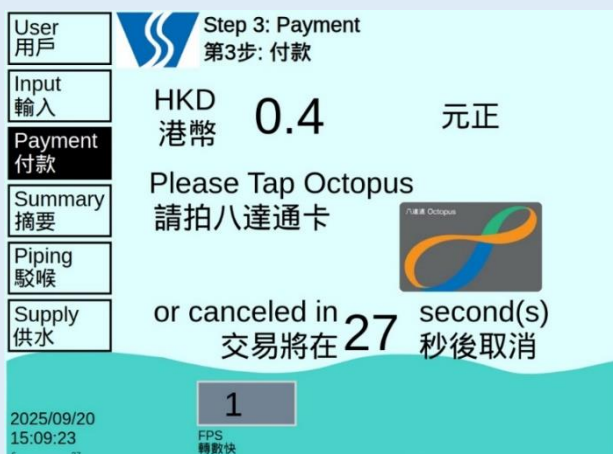 User
用戶
Input
輸入
Payment
付款
Summary
摘要
Piping
駁喉
Supply
供水
Step 3: Payment
第3步: 付款
HKD 0.4 元正
港幣
Please Tap Octopus
請拍八達通卡
八達通 Octopus
or canceled in 27 second(s)
交易將在 秒後取消
1
FPS
轉數快
2025/09/20
15:09:23